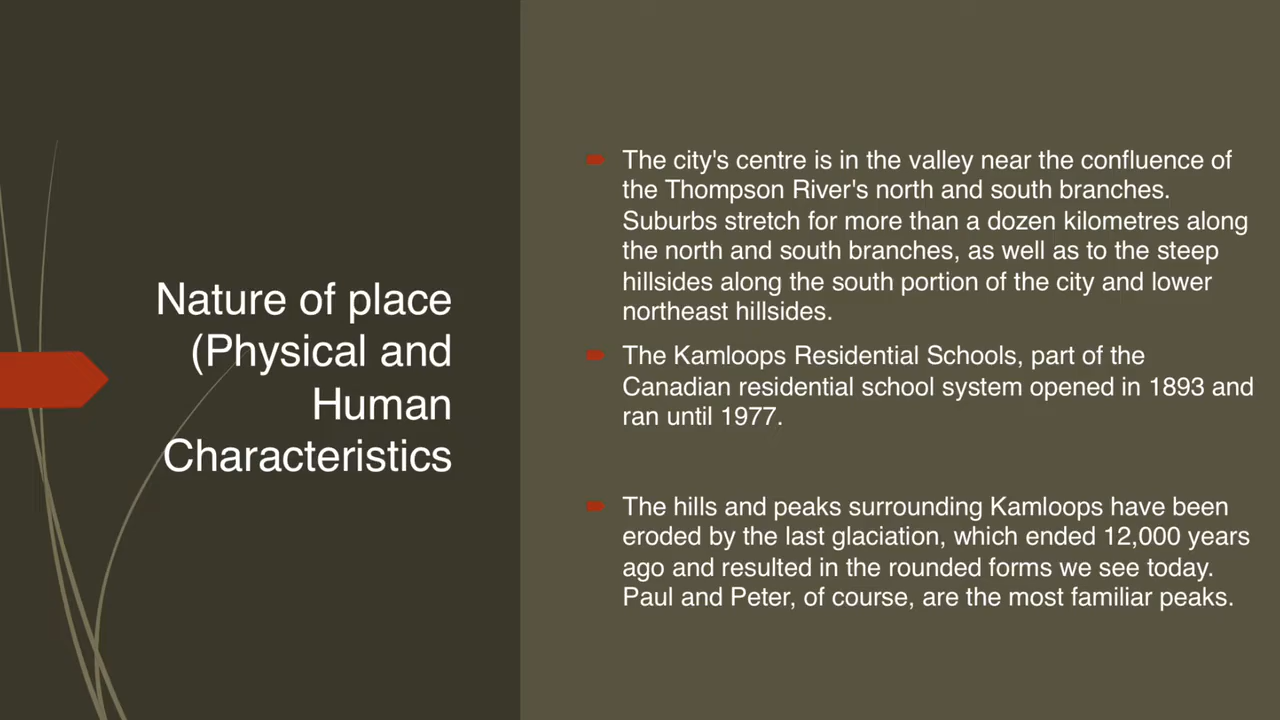 Nature of place
(Physical and
Human
Characteristics
The city's centre is in the valley near the confluence of
the Thompson River's north and south branches.
Suburbs stretch for more than a dozen kilometres along
the north and south branches, as well as to the steep
hillsides along the south portion of the city and lower
northeast hillsides.
The Kamloops Residential Schools, part of the
Canadian residential school system opened in 1893 and
ran until 1977.
The hills and peaks surrounding Kamloops have been
eroded by the last glaciation, which ended 12,000 years
ago and resulted in the rounded forms we see today.
Paul and Peter, of course, are the most familiar peaks.